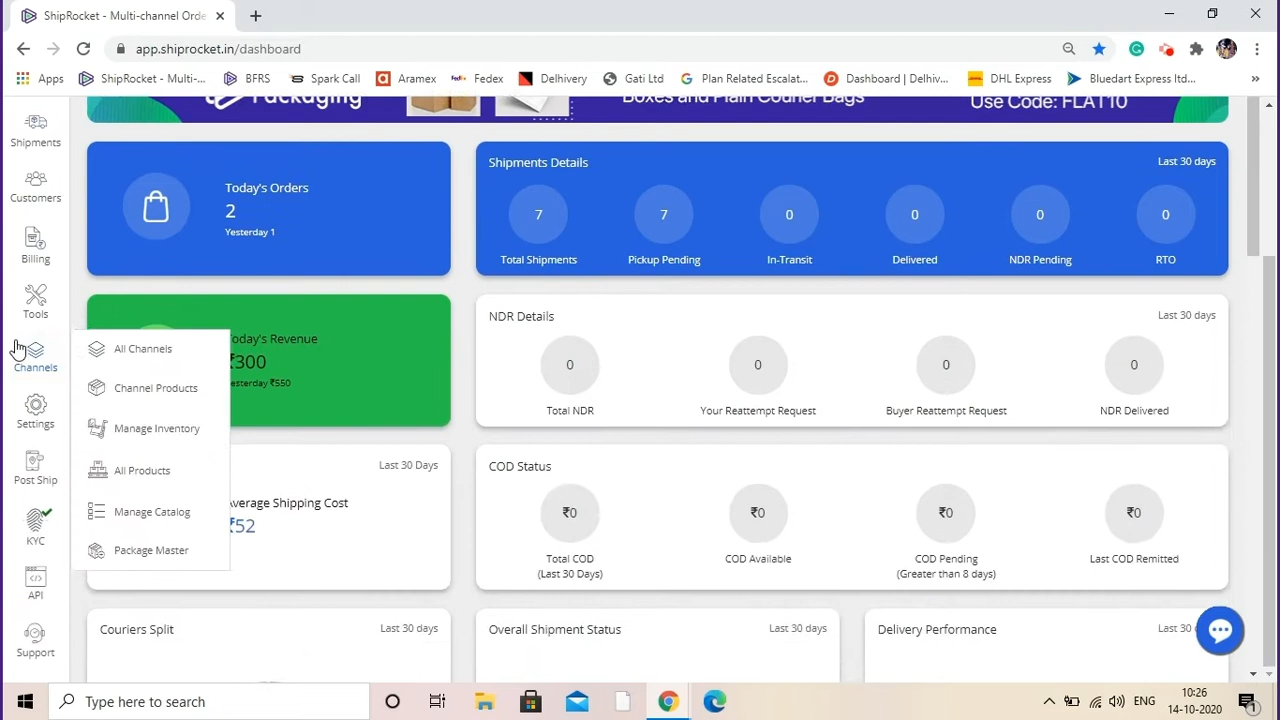 ShipRocket - Multi-channel Orde
app.shiprocket.in/dashboard
Apps
ShipRocket - Multi-...
BFRS
Spark Call
Aramex
Fedex
Delhivery
Gati Ltd
Plan Related Escalat...
Dashboard | Delhiv...
DHL Express
Bluedart Express ltd...
»
Packaging
Boxes and Plain Courier Bags
Use Code: FLAT10
Shipments
Customers
Billing
Tools
Channels
Settings
Post Ship
KYC
API
Support
All Channels
Channel Products
Manage Inventory
All Products
Manage Catalog
Package Master
Today's Orders
2
Yesterday 1
Shipments Details
Last 30 days
7
7
0
0
0
0
Total Shipments
Pickup Pending
In-Transit
Delivered
NDR Pending
RTO
Today's Revenue
₹300
Yesterday ₹550
NDR Details
Last 30 days
0
0
0
0
Total NDR
Your Reattempt Request
Buyer Reattempt Request
NDR Delivered
Last 30 Days
Average Shipping Cost
₹52
COD Status
Last 30 days
₹0
₹0
₹0
₹0
Total COD
(Last 30 Days)
COD Available
COD Pending
(Greater than 8 days)
Last COD Remitted
Couriers Split
Last 30 days
Overall Shipment Status
Last 30 days
Delivery Performance
Last 30
Type here to search
ENG
10:26
14-10-2020
1